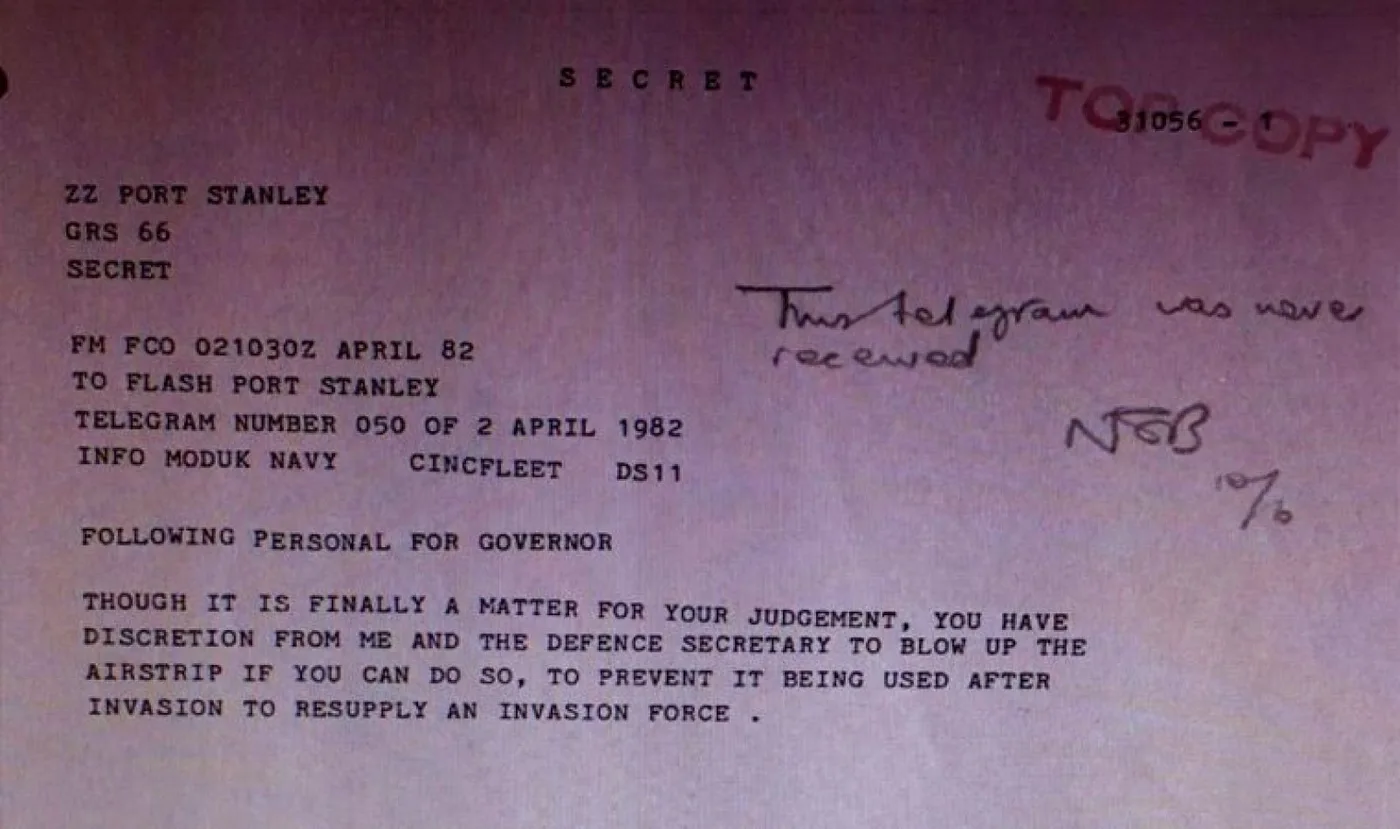 SECRET
TOP COPY
31056 - 1
ZZ PORT STANLEY
GRS 66
SECRET
This telegram was never
received
FM FCO 021030Z APRIL 82
TO FLASH PORT STANLEY
TELEGRAM NUMBER 050 OF 2 APRIL 1982
INFO MODUK NAVY CINCFLEET DS11
FOLLOWING PERSONAL FOR GOVERNOR
THOUGH IT IS FINALLY A MATTER FOR YOUR JUDGEMENT, YOU HAVE
DISCRETION FROM ME AND THE DEFENCE SECRETARY TO BLOW UP THE
AIRSTRIP IF YOU CAN DO SO, TO PREVENT IT BEING USED AFTER
INVASION TO RESUPPLY AN INVASION FORCE .